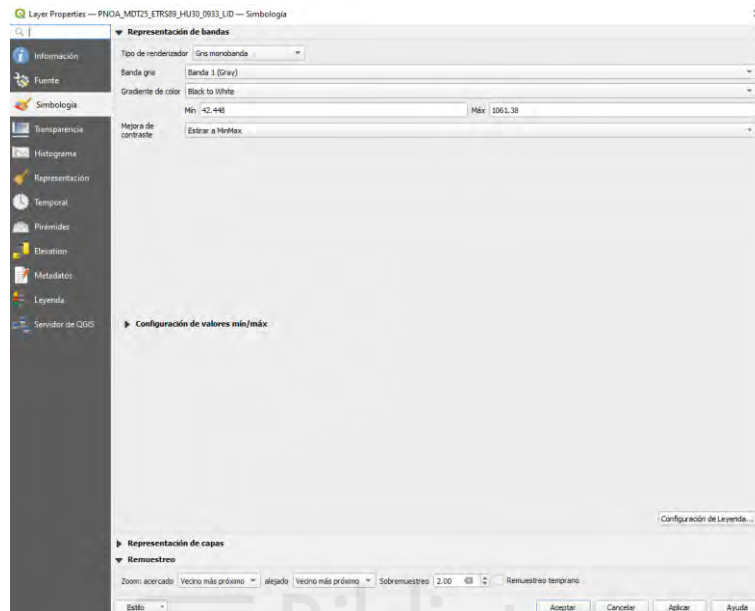 Layer Properties — PNOA_MDT25_ETRS89_HU30_0933_LID — Simbología
Información
Fuente
Simbología
Transparencia
Histograma
Representación
Temporal
Pirámides
Elevation
Metadatos
Leyenda
Servidor de QGIS
Representación de bandas
Tipo de renderizador Gris monobanda
Banda gris Banda 1 (Gray)
Gradiente de color Black to White
Mín 42.448 Máx 1061.38
Mejora de contraste Estirar a MinMax
Configuración de valores mín/máx
Configuración de Leyenda...
Representación de capas
Remuestreo
Zoom: acercado Vecino más próximo alejado Vecino más próximo Sobremuestreo 2.00 Remuestreo temprano
Estilo Aceptar Cancelar Aplicar Ayuda